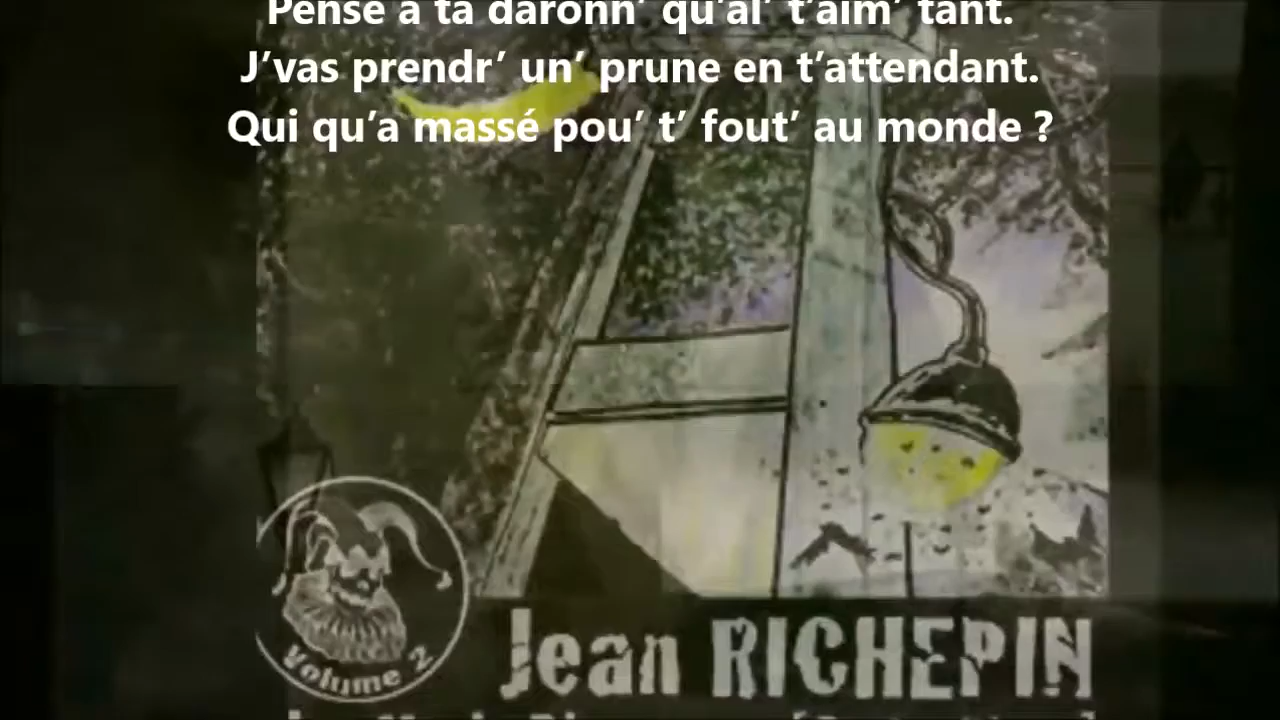 Pense à ta daronn’ qu’al’ t’aim’ tant.
J’vas prendr’ un’ prune en t’attendant.
Qui qu’a massé pou’ t’ fout’ au monde ?
Volume 2
Jean RICHEPIN